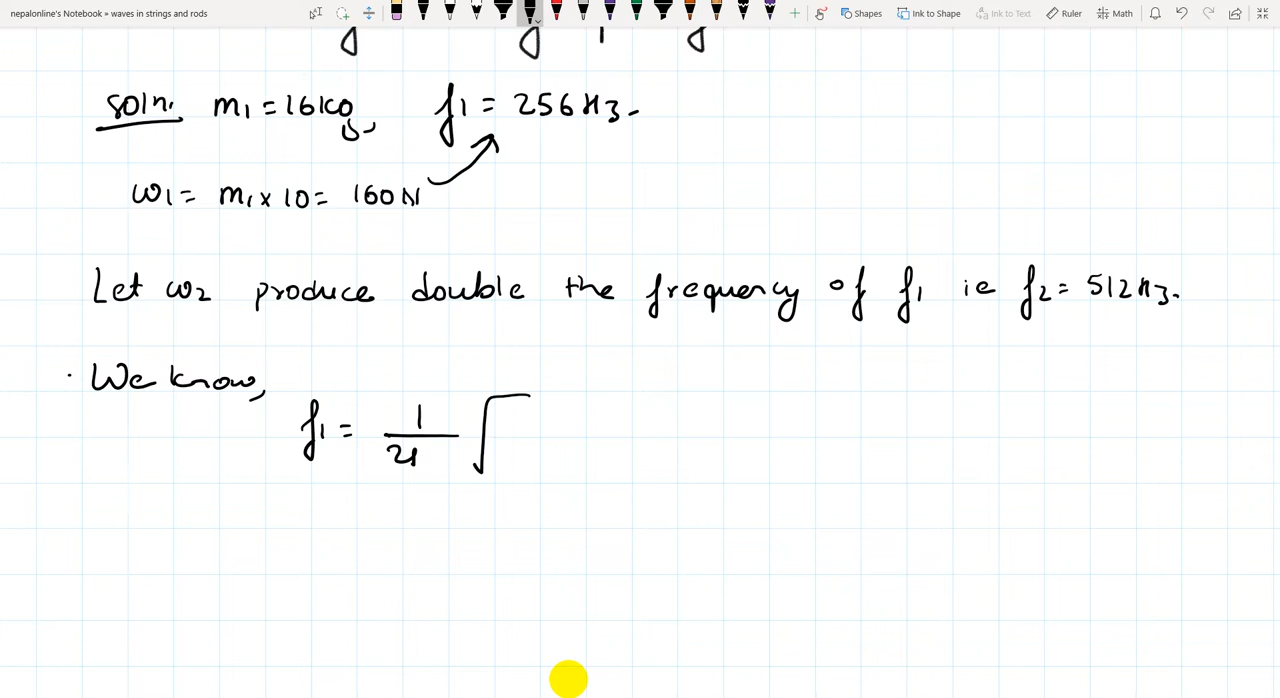 nepalonline's Notebook » waves in strings and rods
Shapes Ink to Shape Ink to Text Ruler Math
soln. m1 = 16kg, f1 = 256 Hz.
ω1 = m1 x 10 = 160 N
Let ω2 produce double the frequency of f1 ie f2 = 512 Hz.
. We know,
f1 = 1/2l √